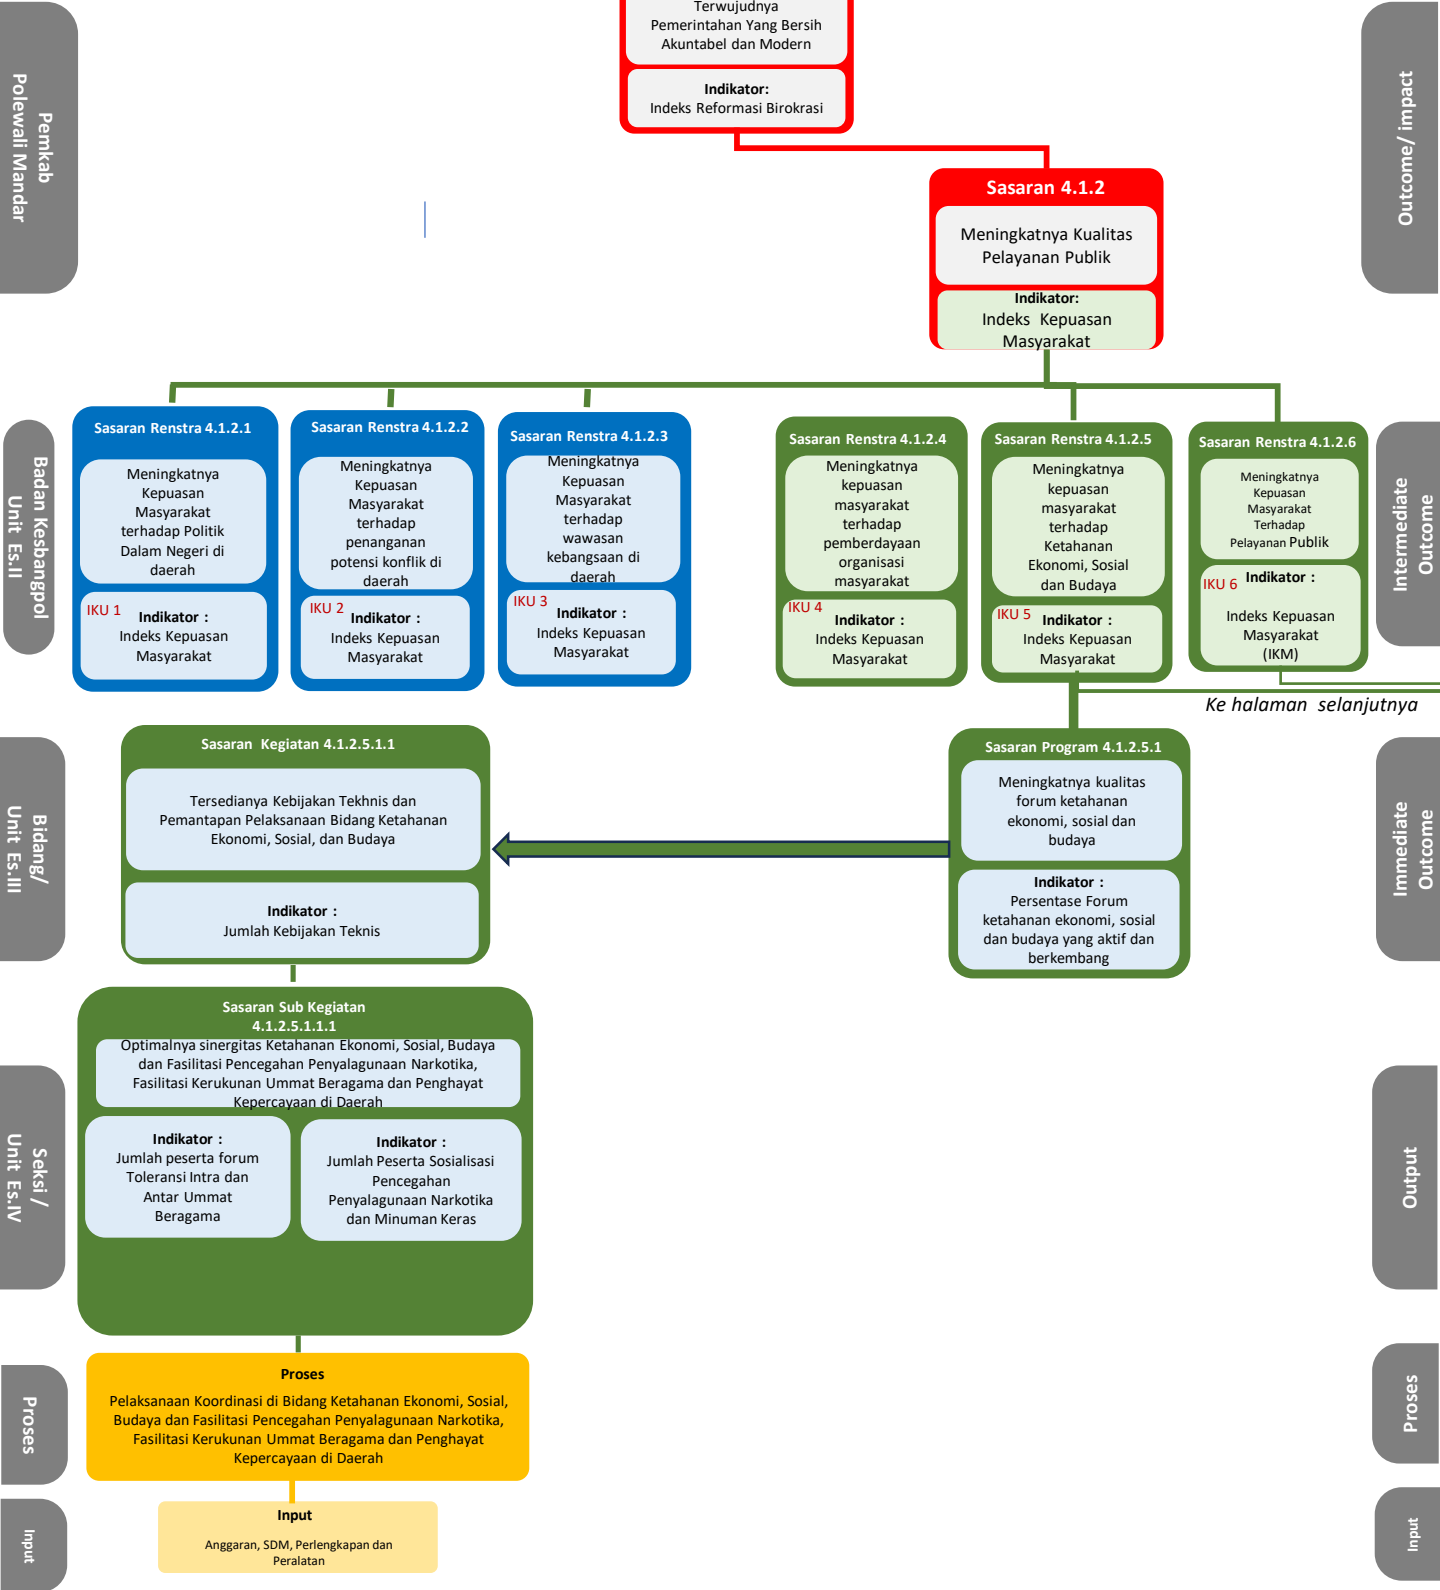 Terwujudnya
Pemerintahan Yang Bersih
Akuntabel dan Modern
Indikator:
Indeks Reformasi Birokrasi
Pemkab
Polewali Mandar
Outcome/ impact
Sasaran 4.1.2
Meningkatnya Kualitas
Pelayanan Publik
Indikator:
Indeks Kepuasan
Masyarakat
Badan Kesbangpol
Unit Es.II
Sasaran Renstra 4.1.2.1
Meningkatnya
Kepuasan
Masyarakat
terhadap Politik
Dalam Negeri di
daerah
IKU 1
Indikator :
Indeks Kepuasan
Masyarakat
Sasaran Renstra 4.1.2.2
Meningkatnya
Kepuasan
Masyarakat
terhadap
penanganan
potensi konflik di
daerah
IKU 2
Indikator :
Indeks Kepuasan
Masyarakat
Sasaran Renstra 4.1.2.3
Meningkatnya
Kepuasan
Masyarakat
terhadap
wawasan
kebangsaan di
daerah
IKU 3
Indikator :
Indeks Kepuasan
Masyarakat
Sasaran Renstra 4.1.2.4
Meningkatnya
kepuasan
masyarakat
terhadap
pemberdayaan
organisasi
masyarakat
IKU 4
Indikator :
Indeks Kepuasan
Masyarakat
Sasaran Renstra 4.1.2.5
Meningkatnya
kepuasan
masyarakat
terhadap
Ketahanan
Ekonomi, Sosial
dan Budaya
IKU 5
Indikator :
Indeks Kepuasan
Masyarakat
Sasaran Renstra 4.1.2.6
Meningkatnya
Kepuasan
Masyarakat
Terhadap
Pelayanan Publik
IKU 6
Indikator :
Indeks Kepuasan
Masyarakat
(IKM)
Intermediate
Outcome
Ke halaman selanjutnya
Bidang/
Unit Es.III
Sasaran Kegiatan 4.1.2.5.1.1
Tersedianya Kebijakan Tekhnis dan
Pemantapan Pelaksanaan Bidang Ketahanan
Ekonomi, Sosial, dan Budaya
Indikator :
Jumlah Kebijakan Teknis
Sasaran Program 4.1.2.5.1
Meningkatnya kualitas
forum ketahanan
ekonomi, sosial dan
budaya
Indikator :
Persentase Forum
ketahanan ekonomi, sosial
dan budaya yang aktif dan
berkembang
Immediate
Outcome
Seksi /
Unit Es.IV
Sasaran Sub Kegiatan
4.1.2.5.1.1.1
Optimalnya sinergitas Ketahanan Ekonomi, Sosial, Budaya
dan Fasilitasi Pencegahan Penyalagunaan Narkotika,
Fasilitasi Kerukunan Ummat Beragama dan Penghayat
Kepercayaan di Daerah
Indikator :
Jumlah peserta forum
Toleransi Intra dan
Antar Ummat
Beragama
Indikator :
Jumlah Peserta Sosialisasi
Pencegahan
Penyalagunaan Narkotika
dan Minuman Keras
Output
Proses
Proses
Pelaksanaan Koordinasi di Bidang Ketahanan Ekonomi, Sosial,
Budaya dan Fasilitasi Pencegahan Penyalagunaan Narkotika,
Fasilitasi Kerukunan Ummat Beragama dan Penghayat
Kepercayaan di Daerah
Proses
Input
Input
Anggaran, SDM, Perlengkapan dan
Peralatan
Input